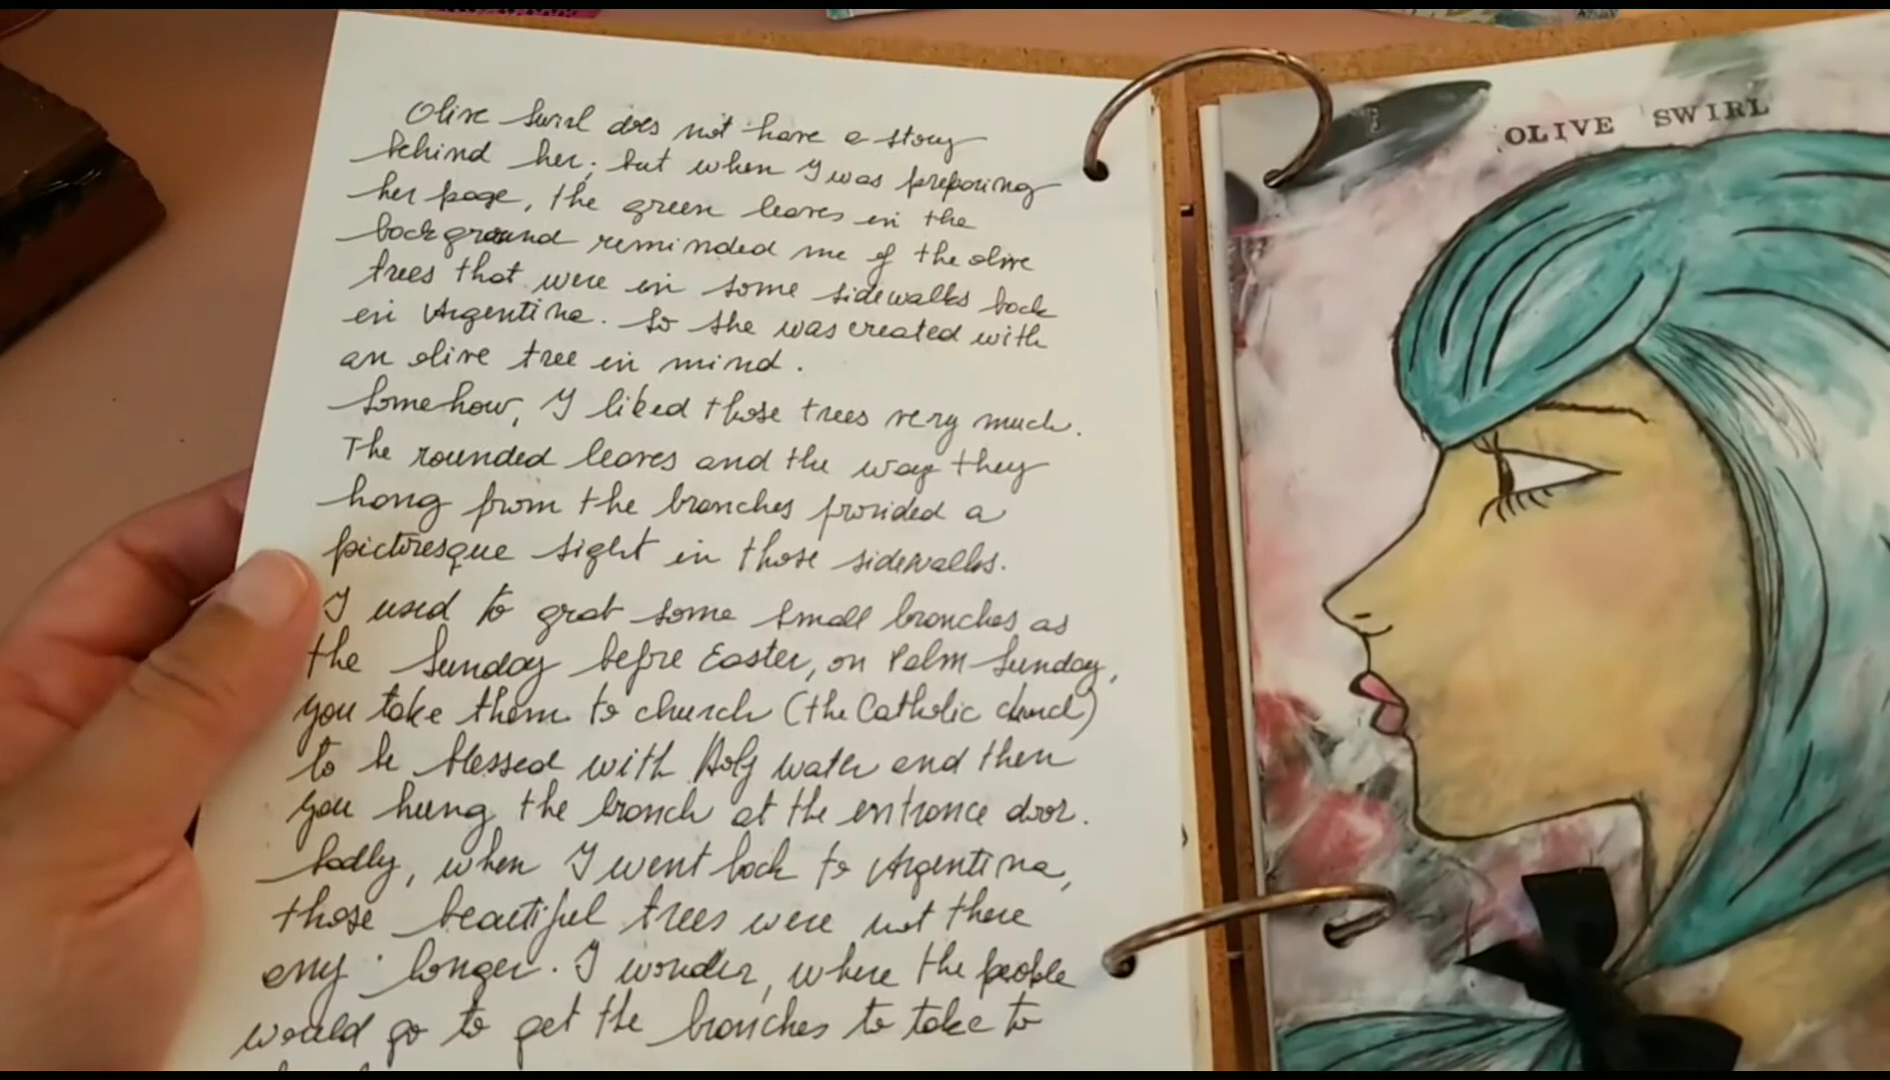 Olive Swirl does not have a story
behind her; but when I was preparing
her page, the green leaves in the
background reminded me of the olive
trees that were in some sidewalks back
in Argentina. So she was created with
an olive tree in mind.
Somehow, I liked those trees very much.
The rounded leaves and the way they
hang from the branches provided a
picturesque sight in those sidewalks.
I used to grab some small branches as
the Sunday before Easter, on Palm Sunday,
you take them to church (the Catholic church)
to be blessed with Holy water and then
you hung the branch at the entrance door.
Sadly, when I went back to Argentina,
those beautiful trees were not there
any longer. I wonder, where the people
would go to get the branches to take to
OLIVE SWIRL